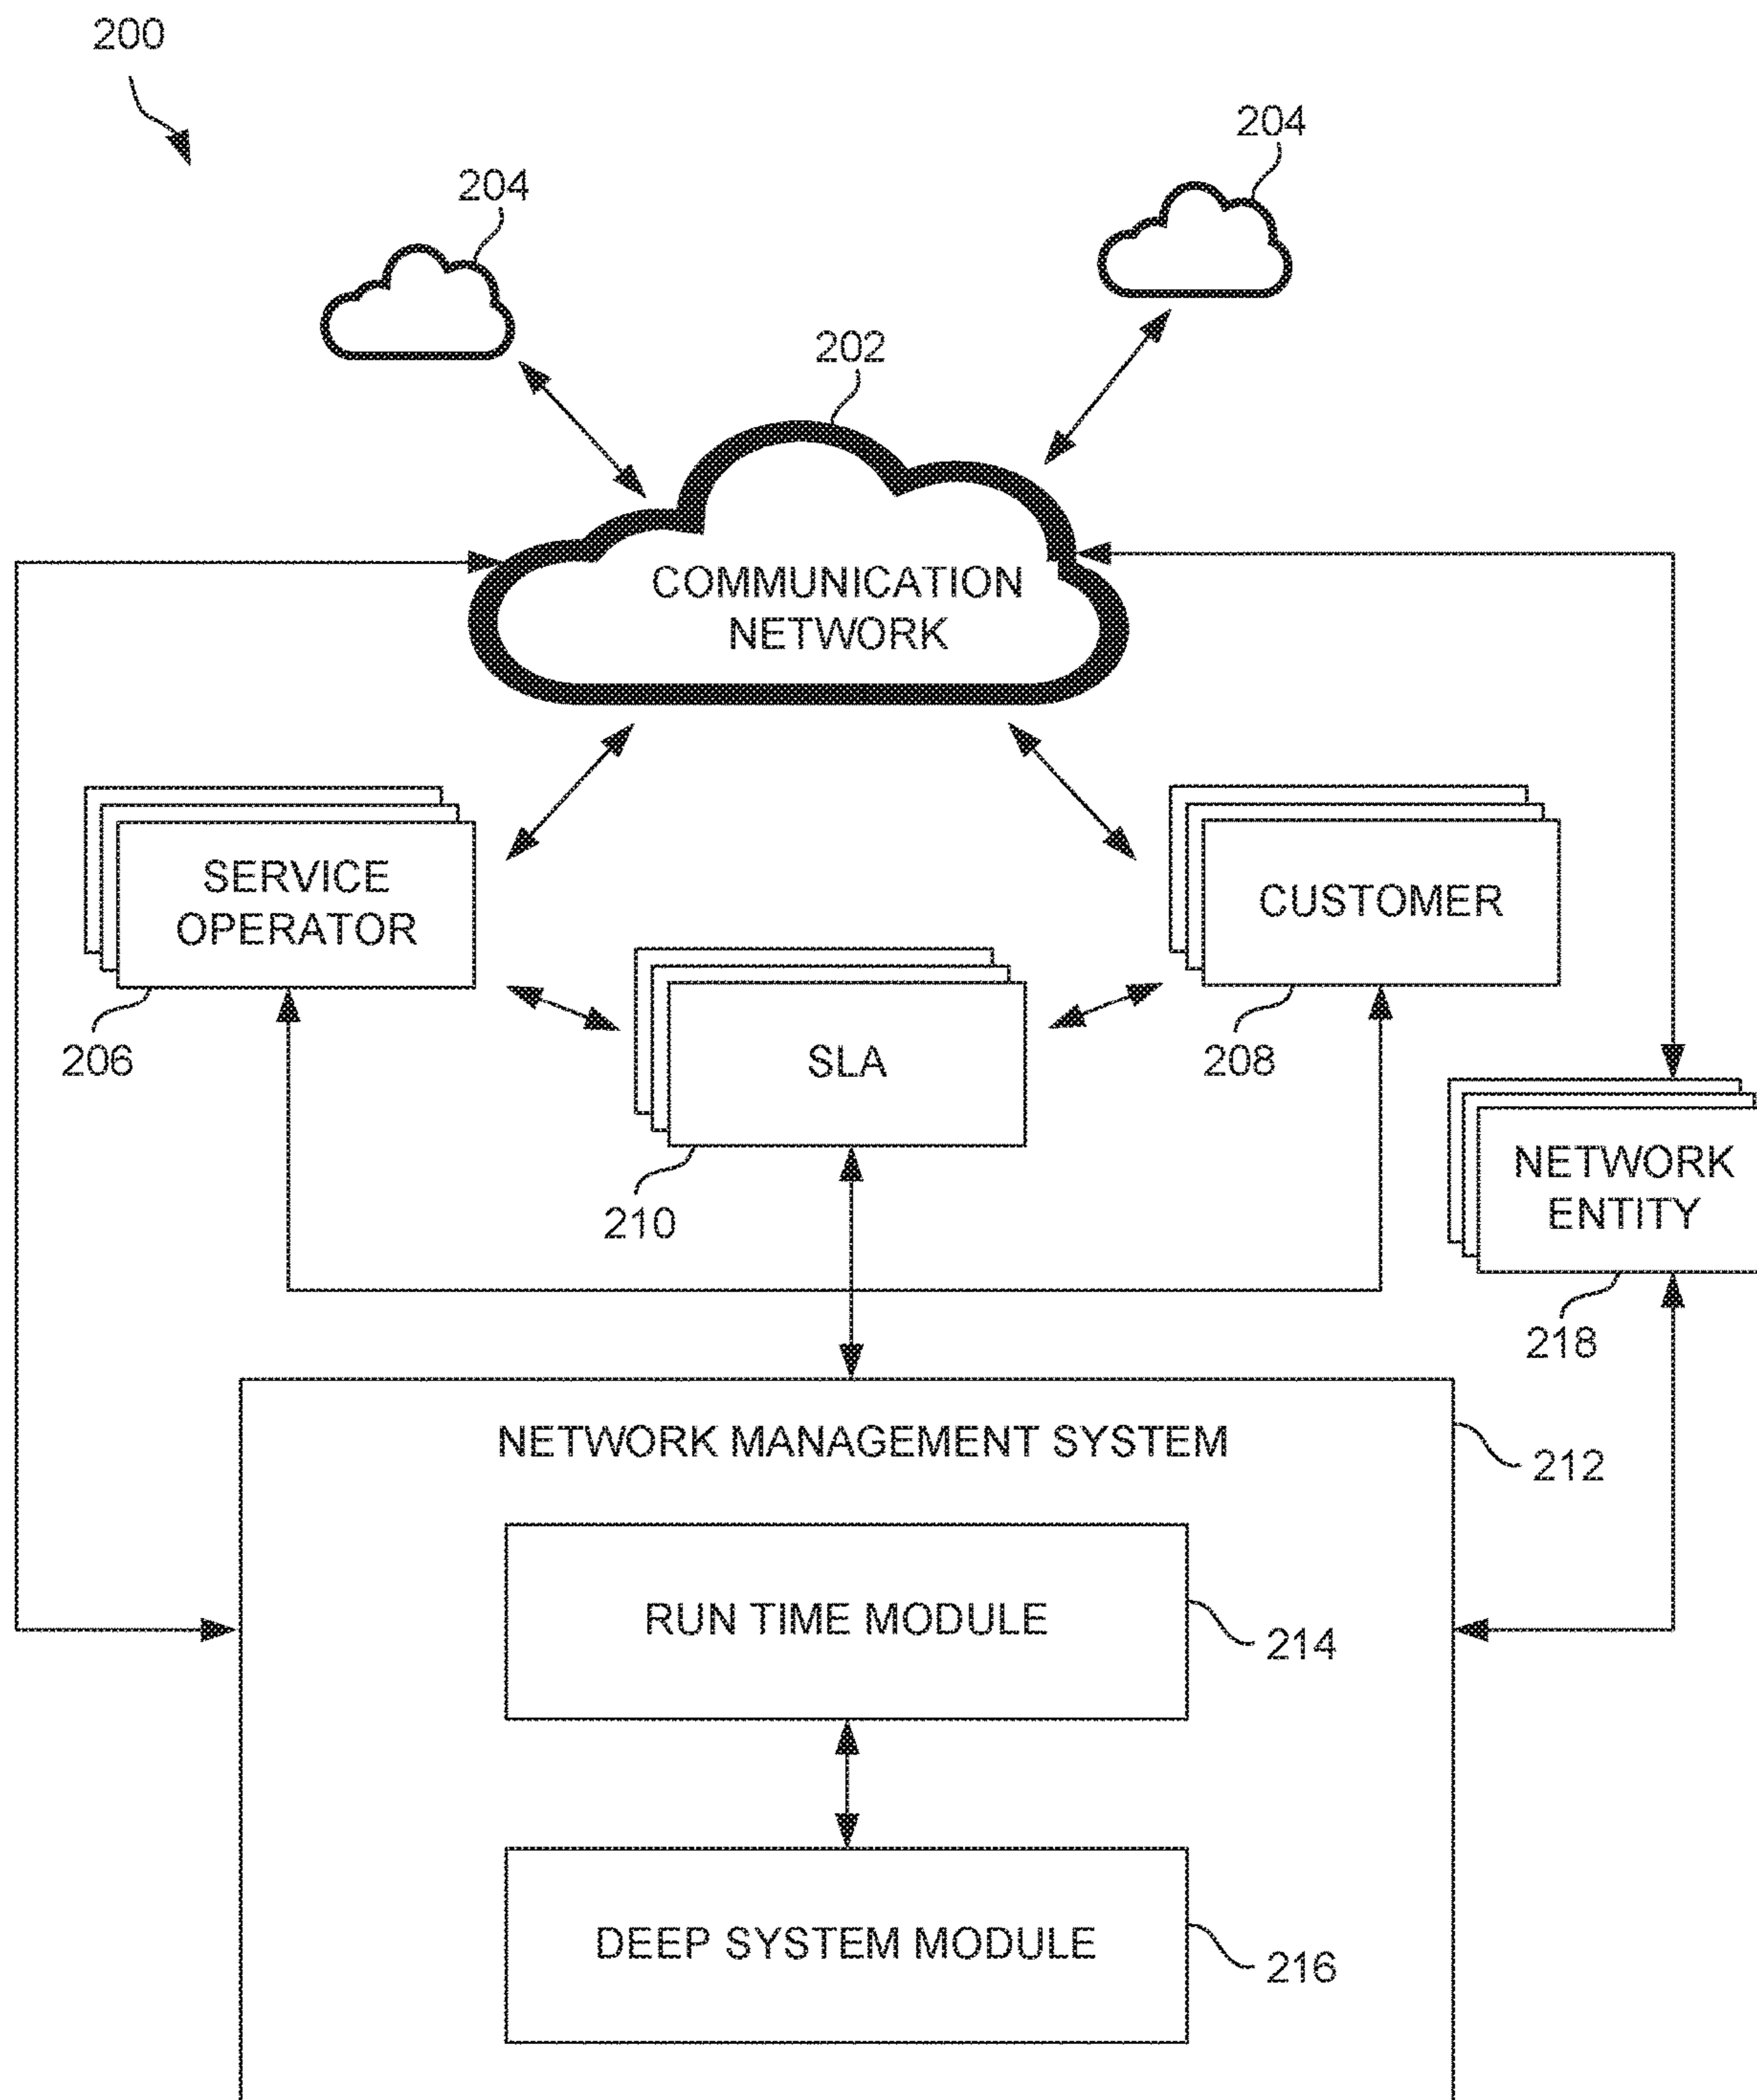 200
204
204
202
COMMUNICATION
NETWORK
SERVICE
OPERATOR
CUSTOMER
206
SLA
208
NETWORK
ENTITY
210
218
NETWORK MANAGEMENT SYSTEM
212
RUN TIME MODULE
214
DEEP SYSTEM MODULE
216